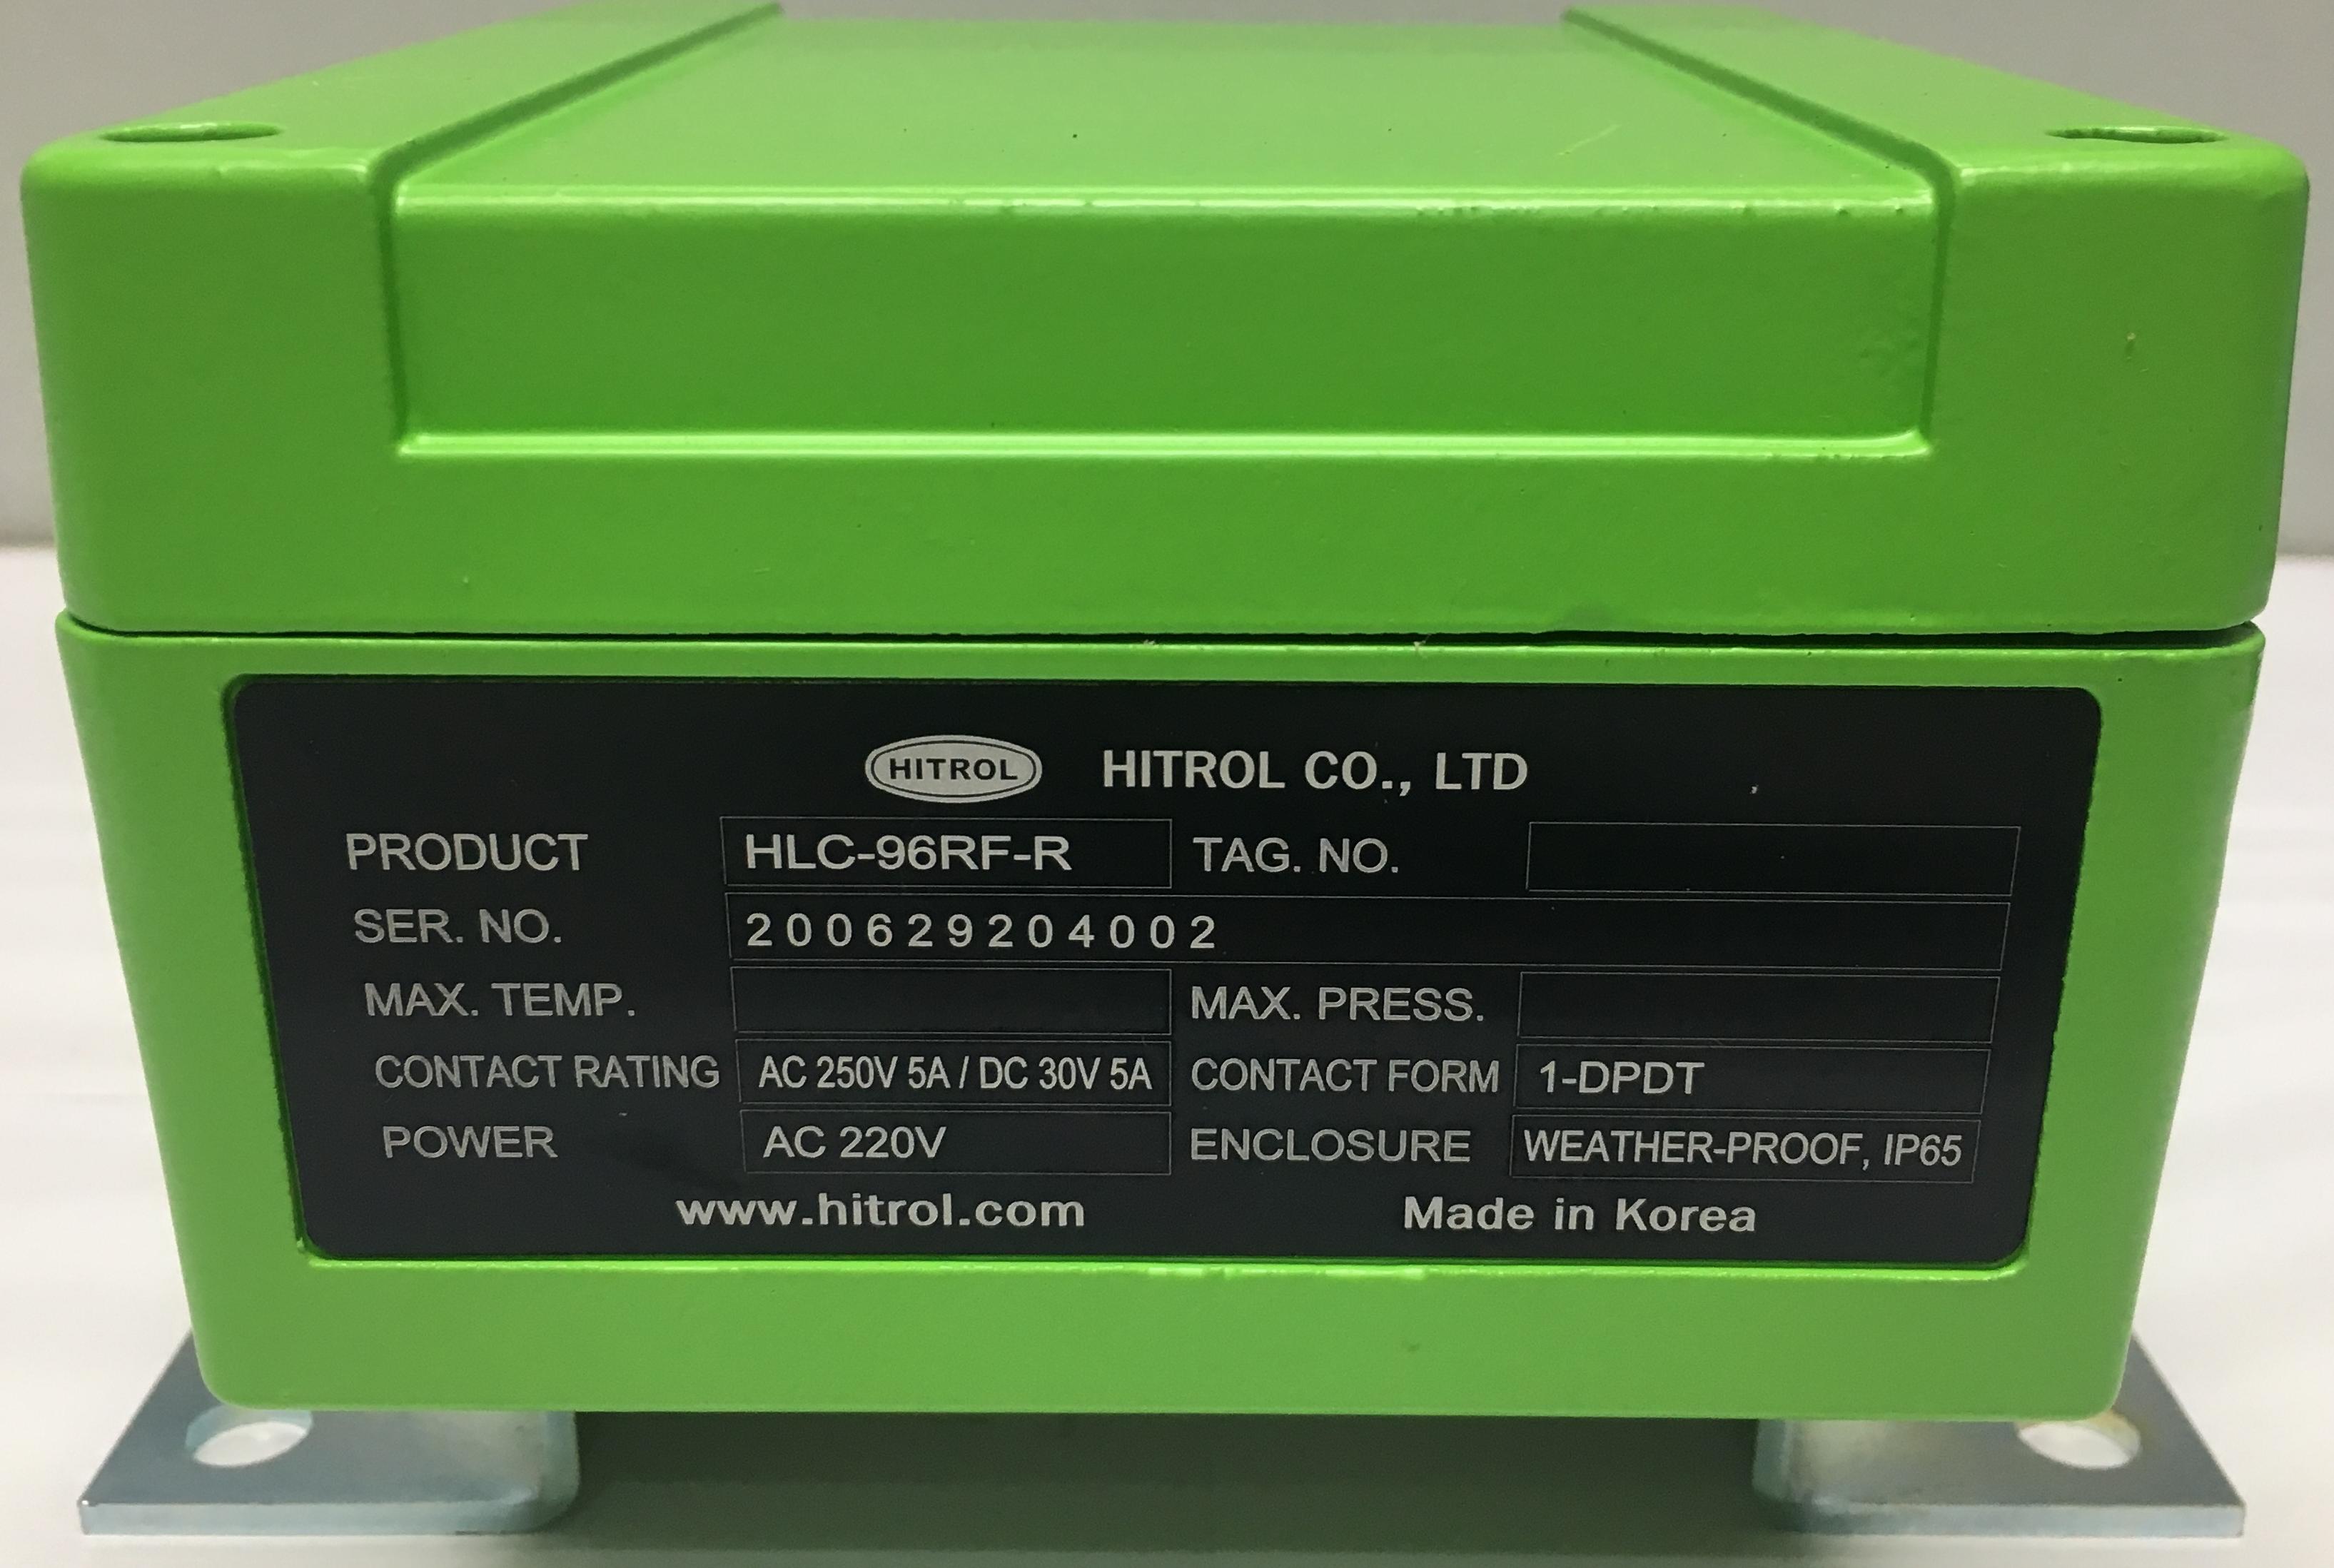 HITROL HITROL CO., LTD
PRODUCT HLC-96RF-R TAG. NO.
SER. NO. 200629204002
MAX. TEMP. MAX. PRESS.
CONTACT RATING AC 250V 5A / DC 30V 5A CONTACT FORM 1-DPDT
POWER AC 220V ENCLOSURE WEATHER-PROOF, IP65
www.hitrol.com Made in Korea